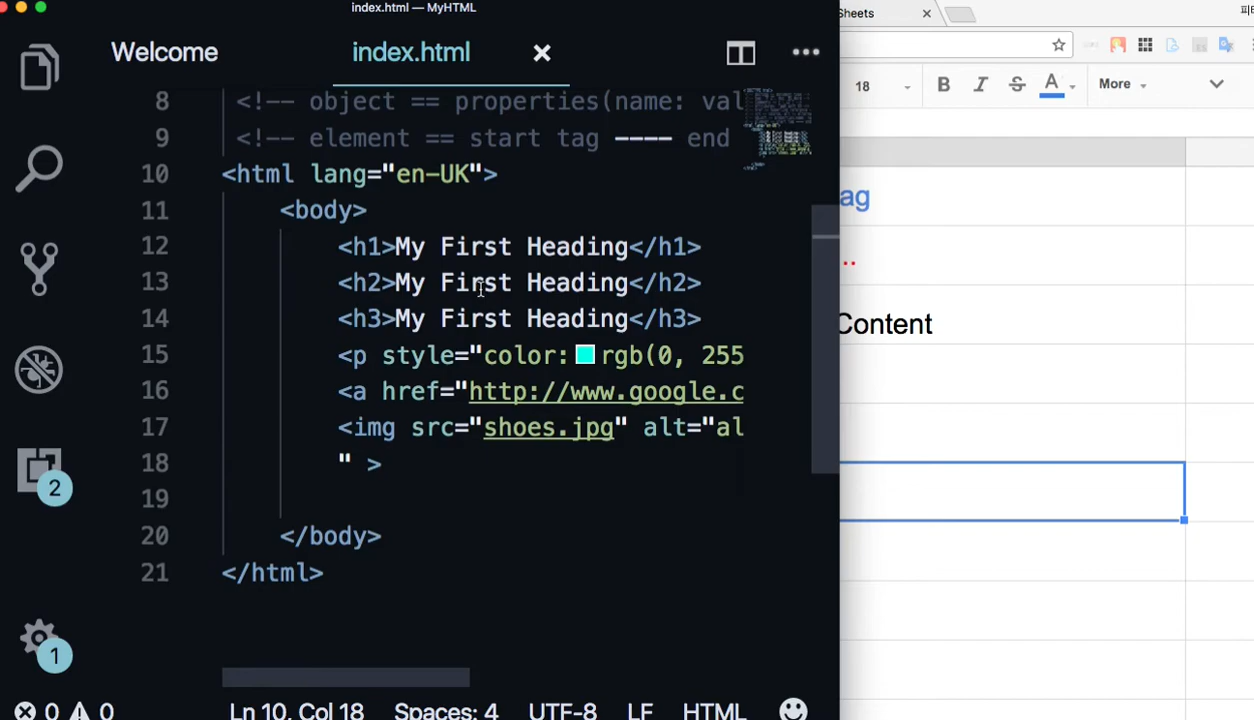 index.html — MyHTML
Welcome
index.html
8 <!-- object == properties(name: val
9 <!-- element == start tag ---- end
10 <html lang="en-UK">
11 <body>
12 <h1>My First Heading</h1>
13 <h2>My First Heading</h2>
14 <h3>My First Heading</h3>
15 <p style="color: rgb(0, 255
16 <a href="http://www.google.c
17 <img src="shoes.jpg" alt="al
18 " >
19
20 </body>
21 </html>
2
1
0 0 Ln 10, Col 18 Spaces: 4 UTF-8 LF HTML
Sheets
18 B I S A More
ag
..
Content